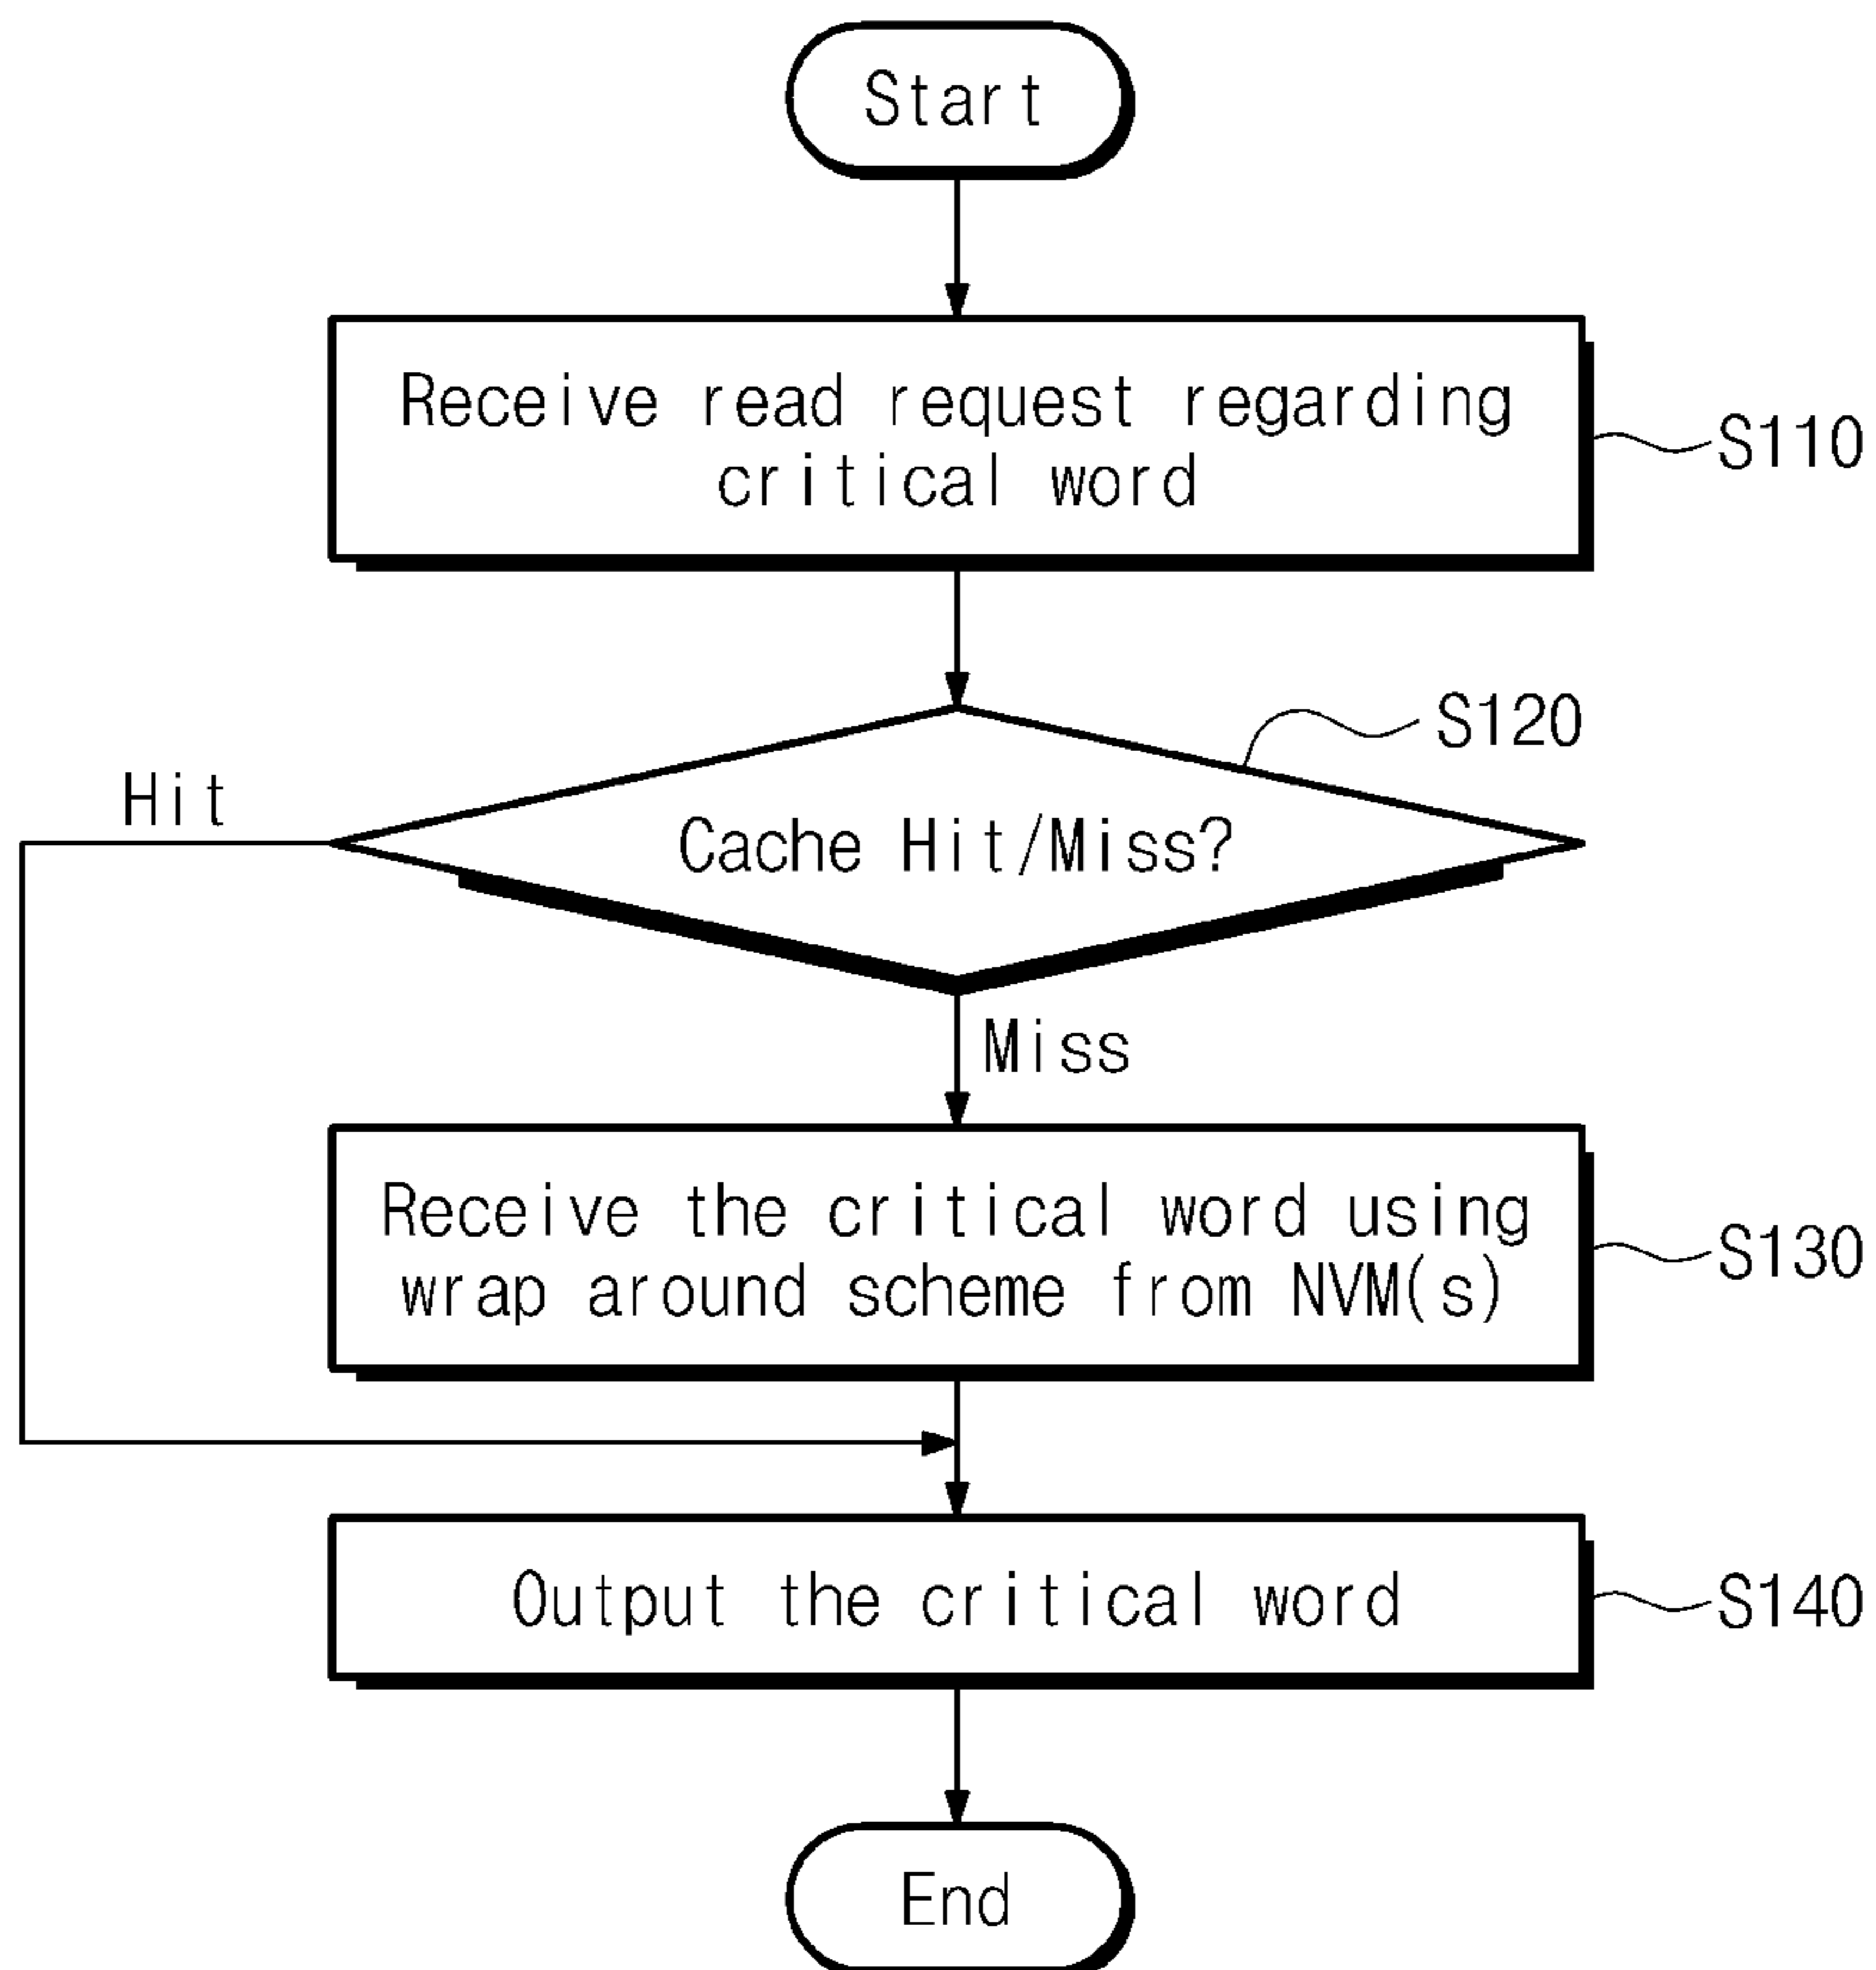 Start
Receive read request regarding
critical word
S110
S120
Hit
Cache Hit/Miss?
Miss
Receive the critical word using
wrap around scheme from NVM(s)
S130
Output the critical word
S140
End